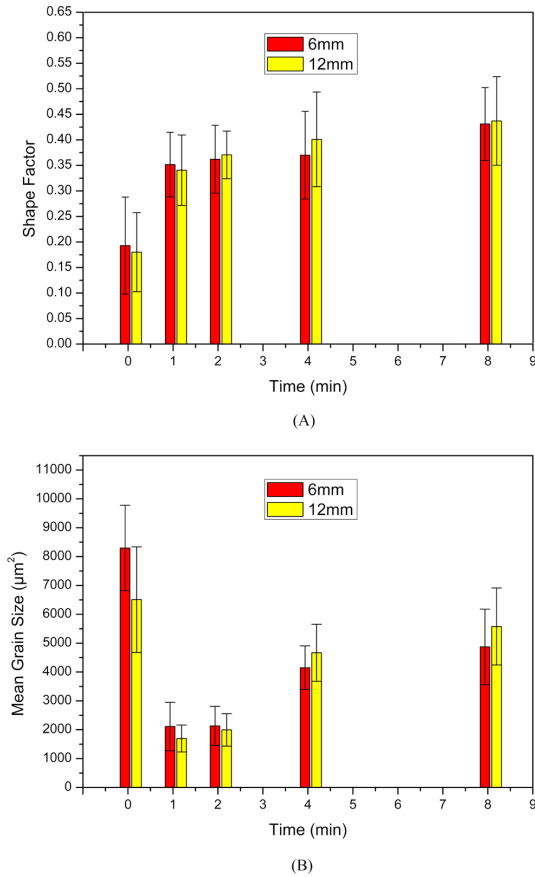 0.65
0.60
0.55
0.50
0.45
0.40
0.35
0.30
0.25
0.20
0.15
0.10
0.05
0.00
Shape Factor
6mm
12mm
0 1 2 3 4 5 6 7 8 9
Time (min)
(A)
11000
10000
9000
8000
7000
6000
5000
4000
3000
2000
1000
0
Mean Grain Size (µm²)
6mm
12mm
0 1 2 3 4 5 6 7 8 9
Time (min)
(B)